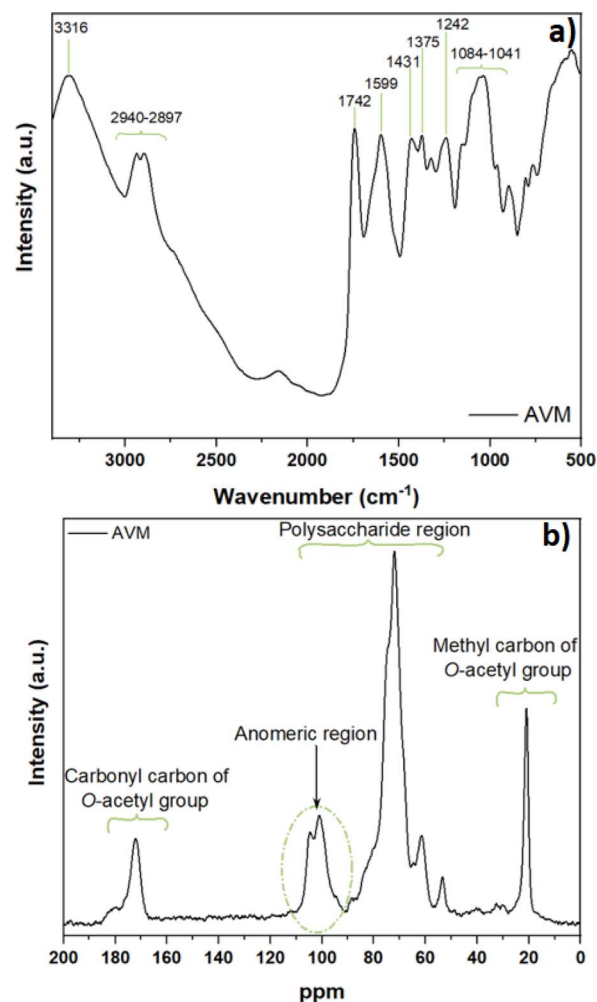 a)
3316
2940-2897
1742
1599
1431
1375
1242
1084-1041
Intensity (a.u.)
AVM
3000 2500 2000 1500 1000 500
Wavenumber (cm⁻¹)
b)
AVM
Polysaccharide region
Methyl carbon of
O-acetyl group
Anomeric region
Carbonyl carbon of
O-acetyl group
Intensity (a.u.)
200 180 160 140 120 100 80 60 40 20 0
ppm